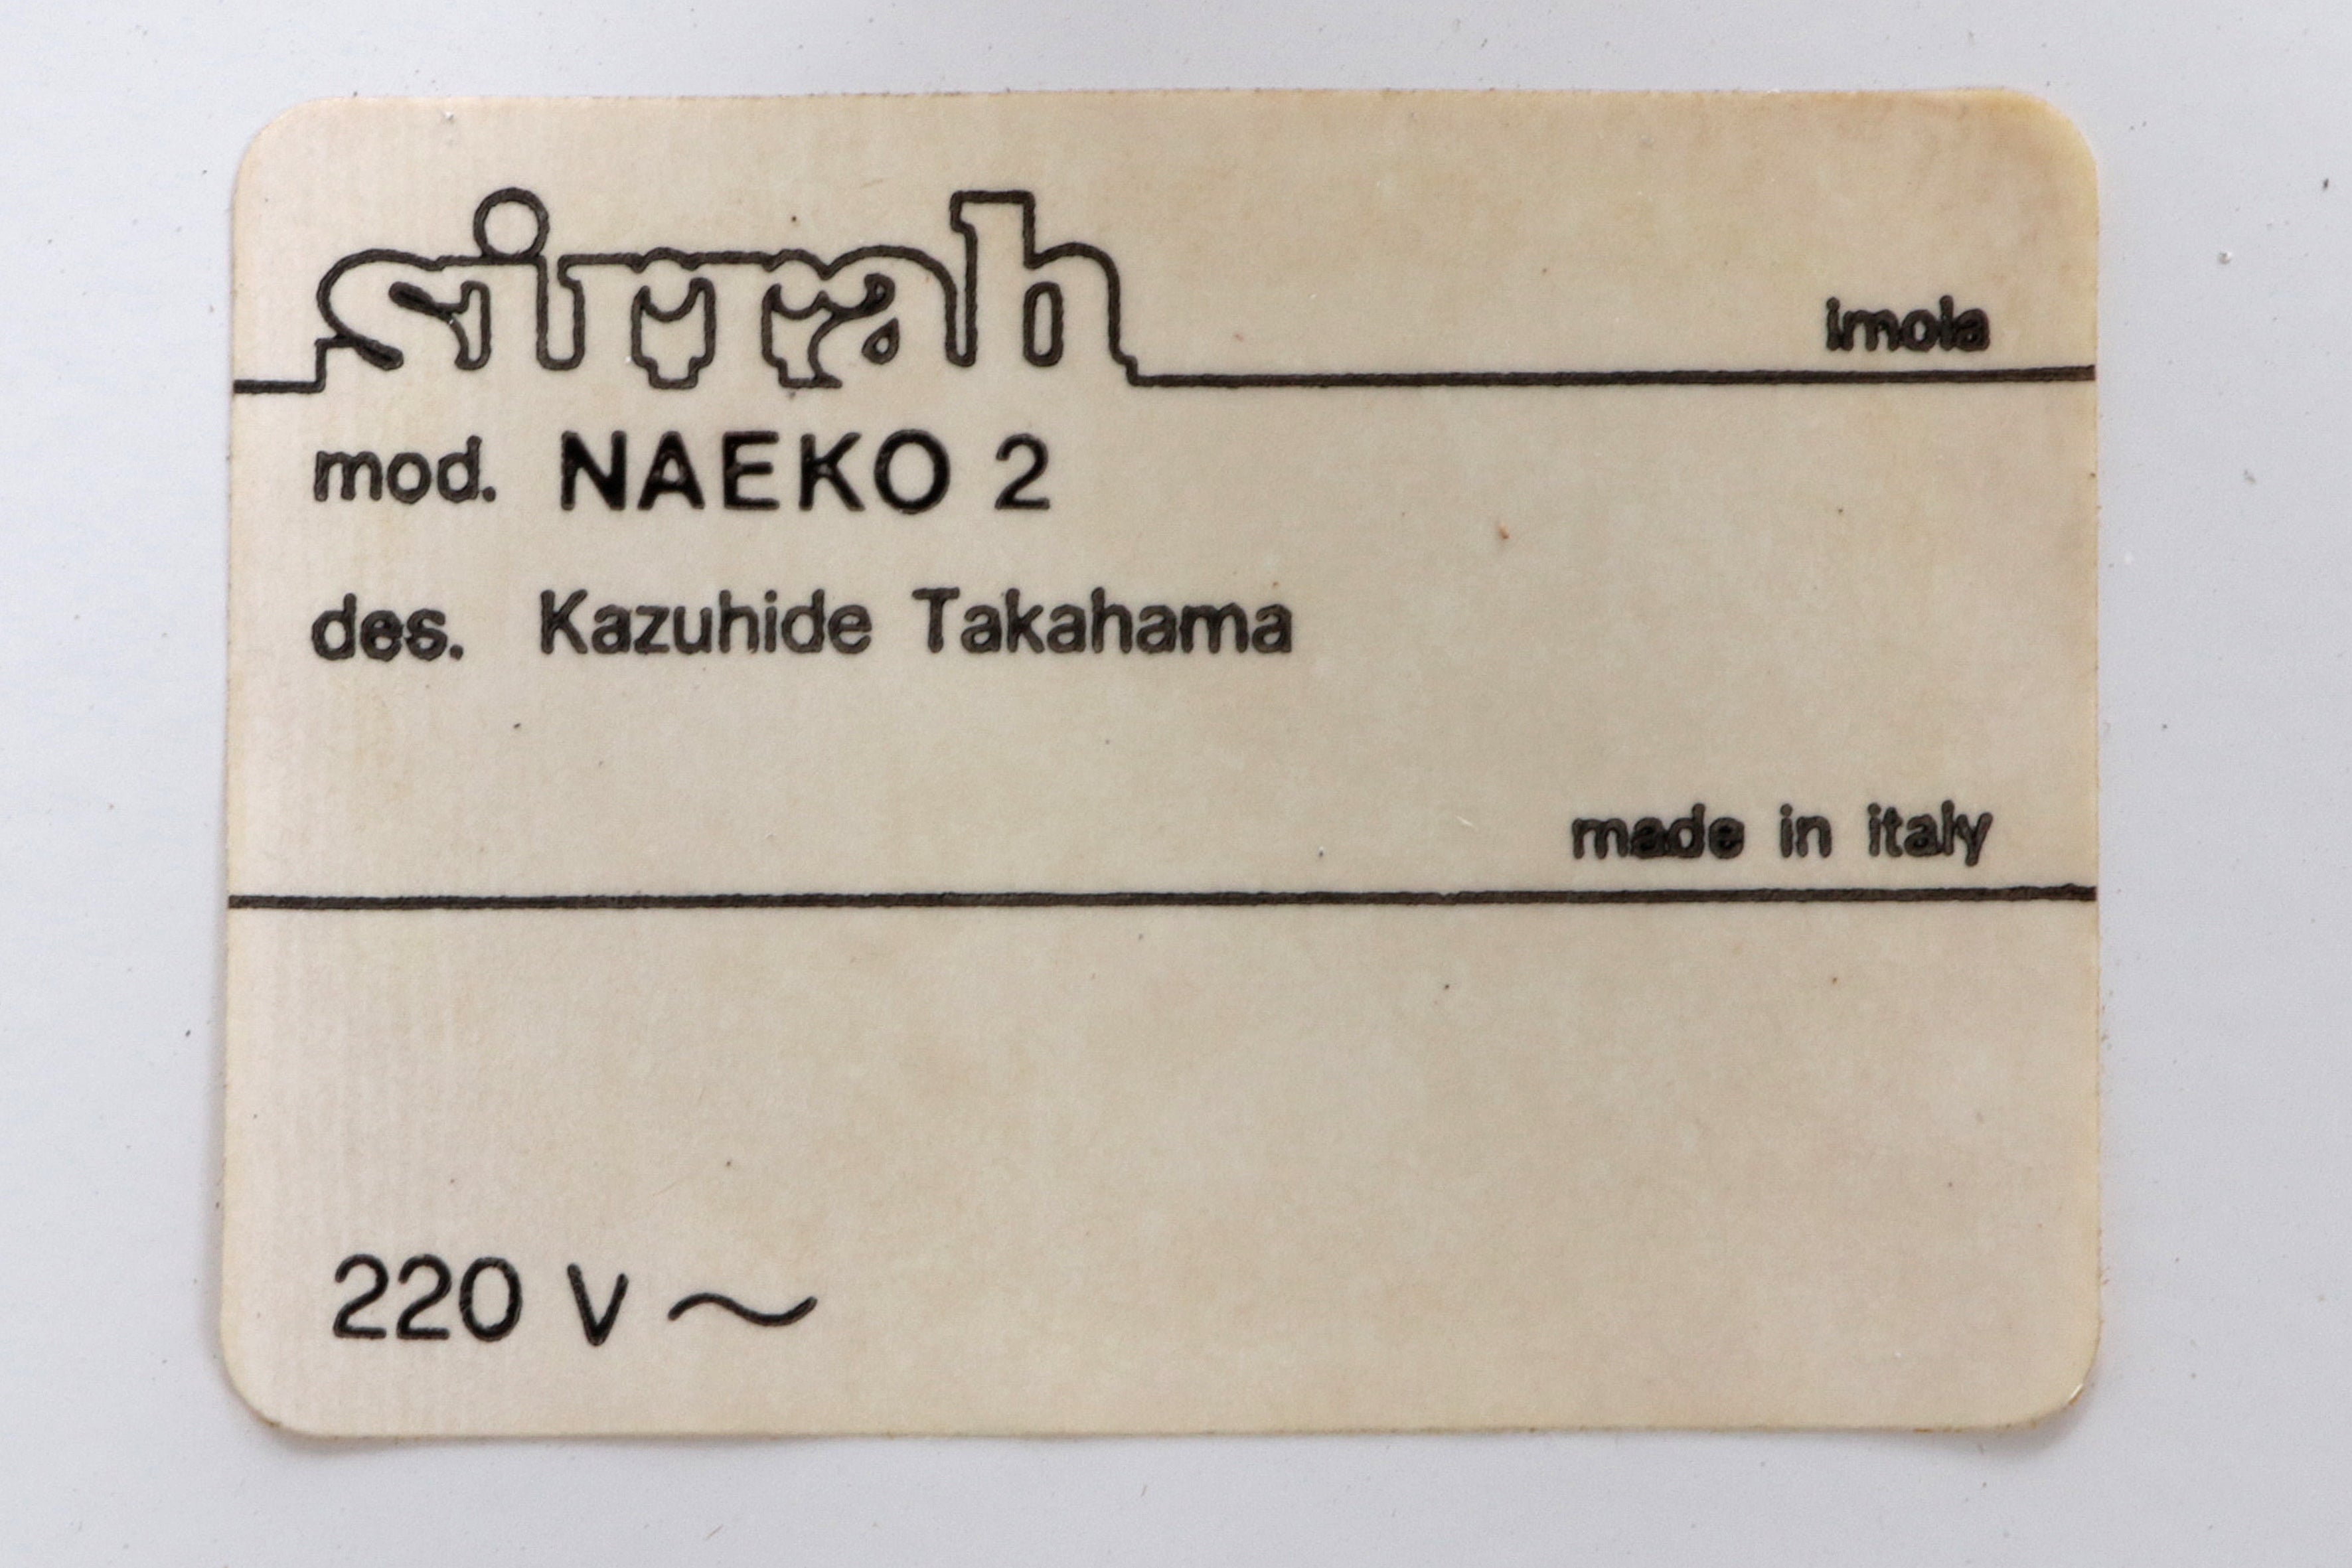 sirrah
imola
mod. NAEKO 2
des. Kazuhide Takahama
made in italy
220 V ~